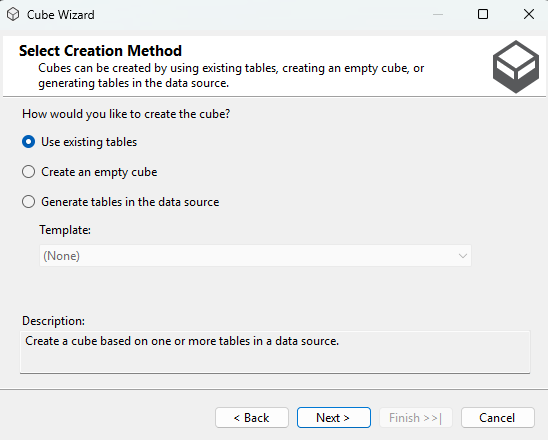 Cube Wizard
Select Creation Method
Cubes can be created by using existing tables, creating an empty cube, or
generating tables in the data source.
How would you like to create the cube?
Use existing tables
Create an empty cube
Generate tables in the data source
Template:
(None)
Description:
Create a cube based on one or more tables in a data source.
< Back
Next >
Finish >>|
Cancel